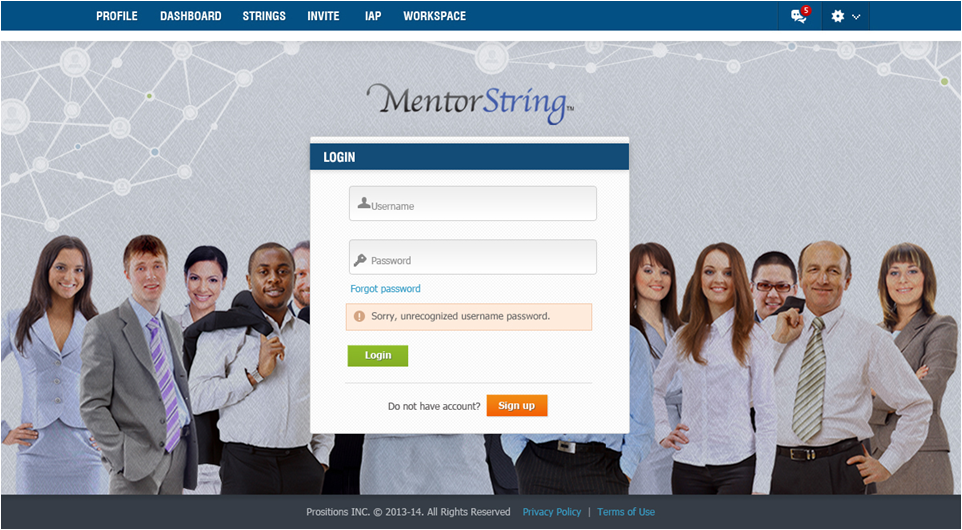 PROFILE DASHBOARD STRINGS INVITE IAP WORKSPACE 5
MentorString™
LOGIN
Username
Password
Forgot password
Sorry, unrecognized username password.
Login
Do not have account? Sign up
Prositions INC. © 2013-14. All Rights Reserved Privacy Policy | Terms of Use